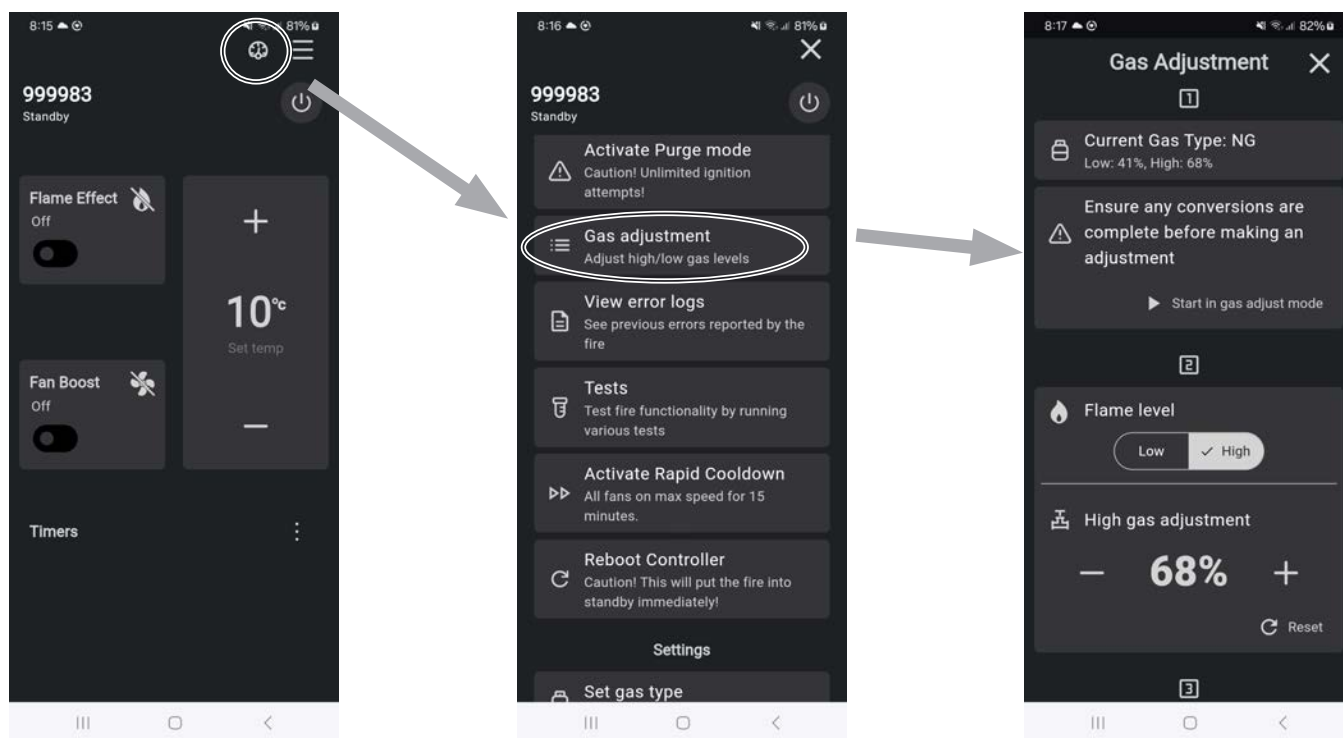 8:15
81%
999983
Standby
Flame Effect
Off
+
10°c
Set temp
Fan Boost
Off
—
Timers
8:16
81%
999983
Standby
Activate Purge mode
Caution! Unlimited ignition
attempts!
Gas adjustment
Adjust high/low gas levels
View error logs
See previous errors reported by the
fire
Tests
Test fire functionality by running
various tests
Activate Rapid Cooldown
All fans on max speed for 15
minutes.
Reboot Controller
Caution! This will put the fire into
standby immediately!
Settings
Set gas type
8:17
82%
Gas Adjustment
1
Current Gas Type: NG
Low: 41%, High: 68%
Ensure any conversions are
complete before making an
adjustment
Start in gas adjust mode
2
Flame level
Low High
High gas adjustment
— 68% +
Reset
3